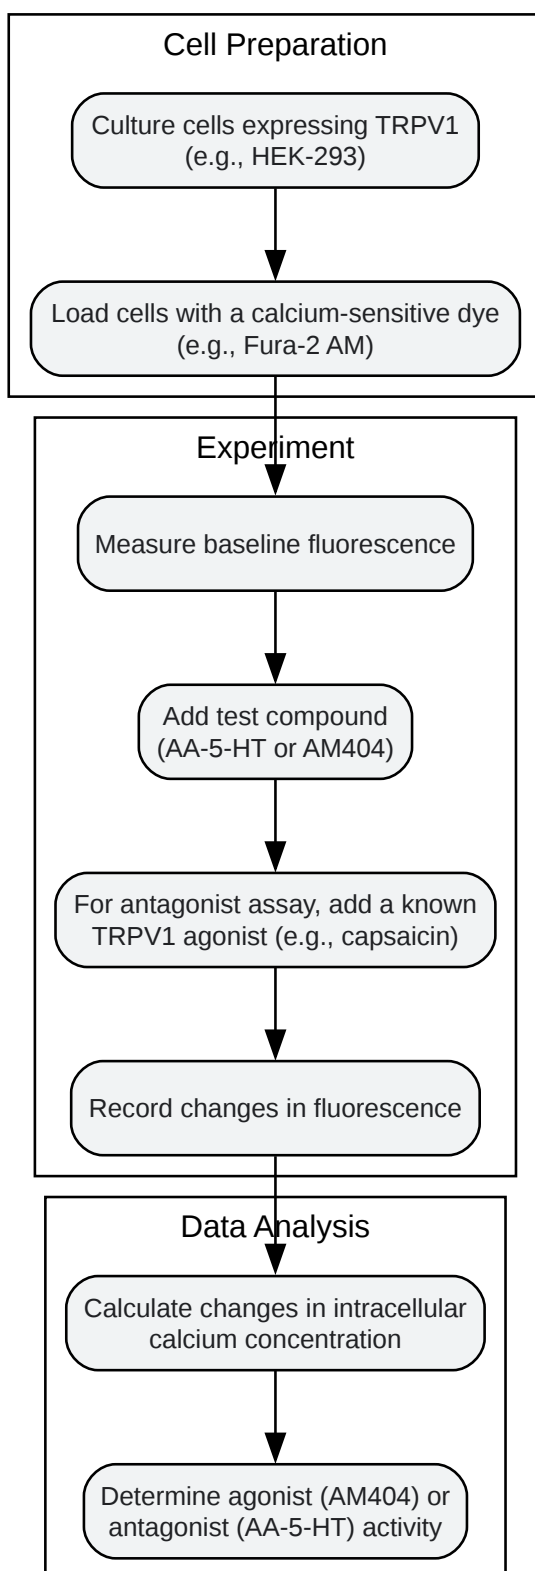 Cell Preparation
Culture cells expressing TRPV1
(e.g., HEK-293)
Load cells with a calcium-sensitive dye
(e.g., Fura-2 AM)
Experiment
Measure baseline fluorescence
Add test compound
(AA-5-HT or AM404)
For antagonist assay, add a known
TRPV1 agonist (e.g., capsaicin)
Record changes in fluorescence
Data Analysis
Calculate changes in intracellular
calcium concentration
Determine agonist (AM404) or
antagonist (AA-5-HT) activity